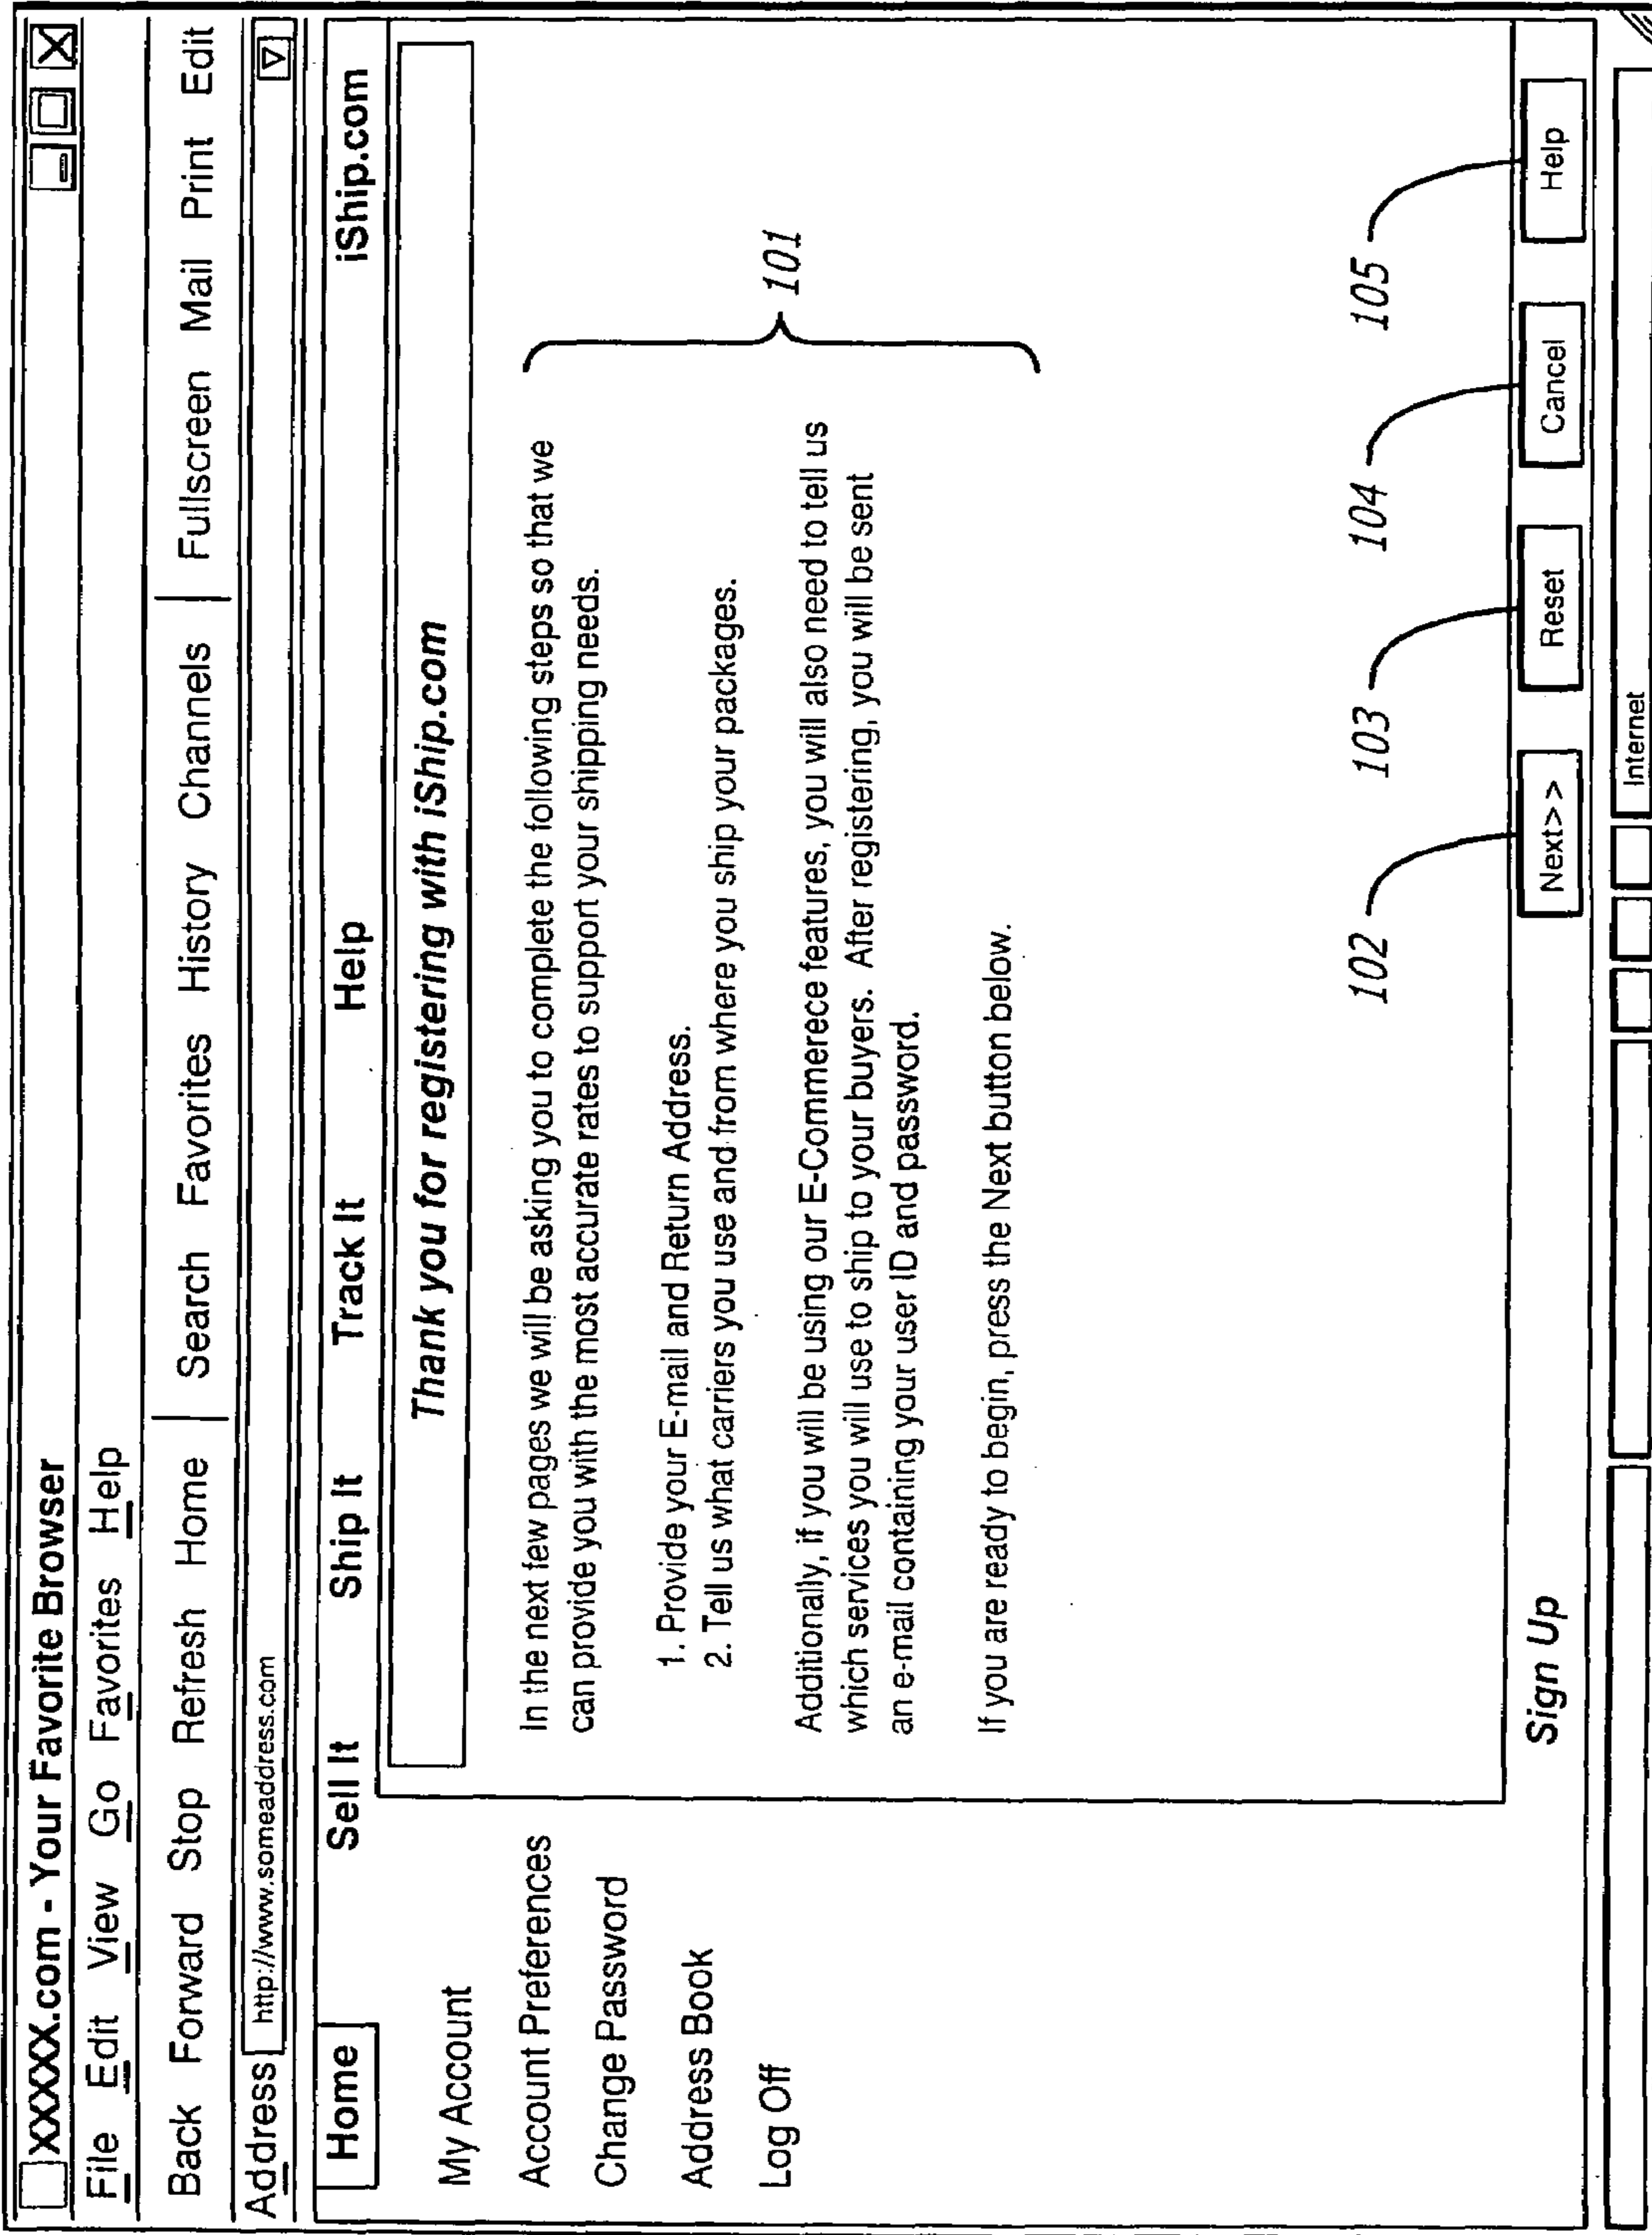 XXXXX.com - Your Favorite Browser
File Edit View Go Favorites Help
Back Forward Stop Refresh Home | Search Favorites History Channels | Fullscreen Mail Print Edit
Address http://www.someaddress.com
Home Sell It Ship It Track It Help iShip.com
My Account
Account Preferences
Change Password
Address Book
Log Off
Thank you for registering with iShip.com
In the next few pages we will be asking you to complete the following steps so that we
can provide you with the most accurate rates to support your shipping needs.
1. Provide your E-mail and Return Address.
2. Tell us what carriers you use and from where you ship your packages.
101
Additionally, if you will be using our E-Commerece features, you will also need to tell us
which services you will use to ship to your buyers. After registering, you will be sent
an e-mail containing your user ID and password.
If you are ready to begin, press the Next button below.
102 103 104 105
Sign Up Next>> Reset Cancel Help
Internet